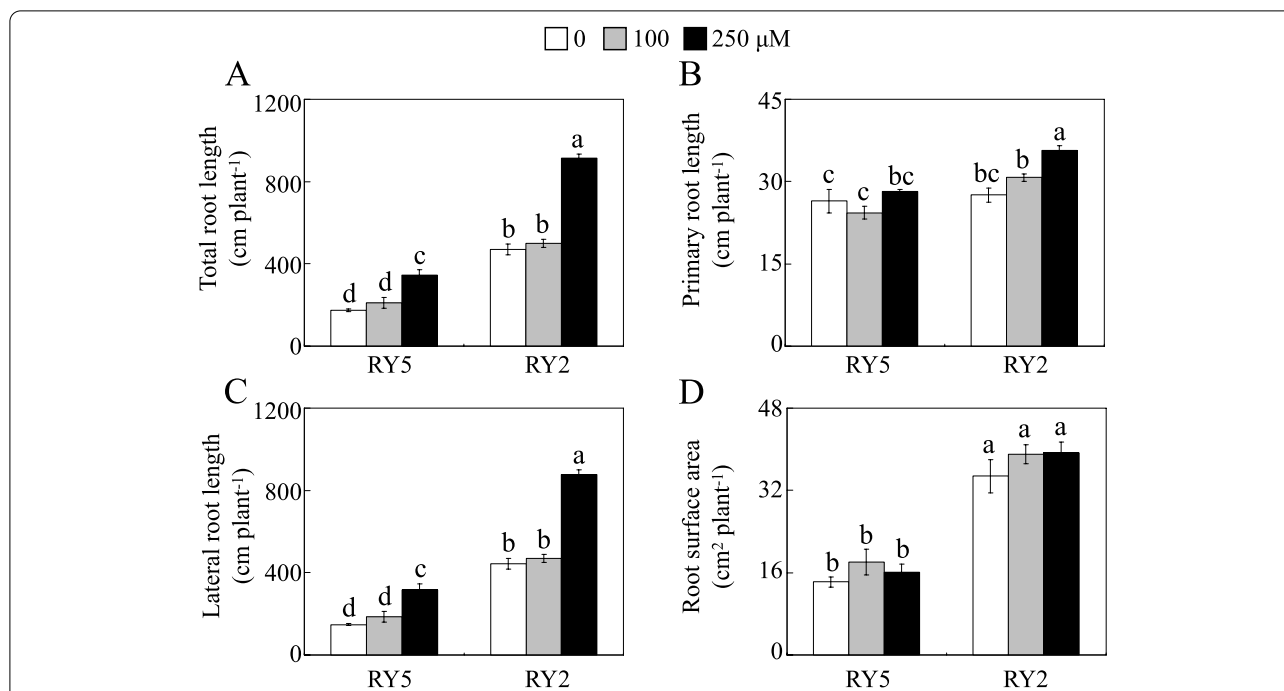 0 100 250 μM
A
Total root length
(cm plant⁻¹)
1200
800
400
0
d d c b b a
RY5 RY2
B
Primary root length
(cm plant⁻¹)
45
30
15
0
c c bc bc b a
RY5 RY2
C
Lateral root length
(cm plant⁻¹)
1200
800
400
0
d d c b b a
RY5 RY2
D
Root surface area
(cm² plant⁻¹)
48
32
16
0
b b b a a a
RY5 RY2